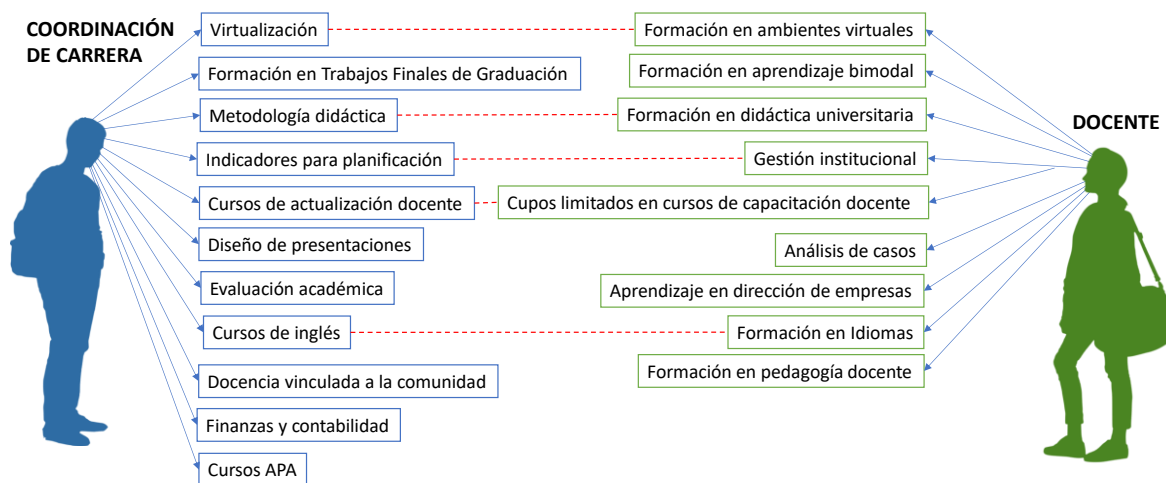 COORDINACIÓN
DE CARRERA
Virtualización
Formación en Trabajos Finales de Graduación
Metodología didáctica
Indicadores para planificación
Cursos de actualización docente
Diseño de presentaciones
Evaluación académica
Cursos de inglés
Docencia vinculada a la comunidad
Finanzas y contabilidad
Cursos APA
Formación en ambientes virtuales
Formación en aprendizaje bimodal
Formación en didáctica universitaria
Gestión institucional
Cupos limitados en cursos de capacitación docente
Análisis de casos
Aprendizaje en dirección de empresas
Formación en Idiomas
Formación en pedagogía docente
DOCENTE